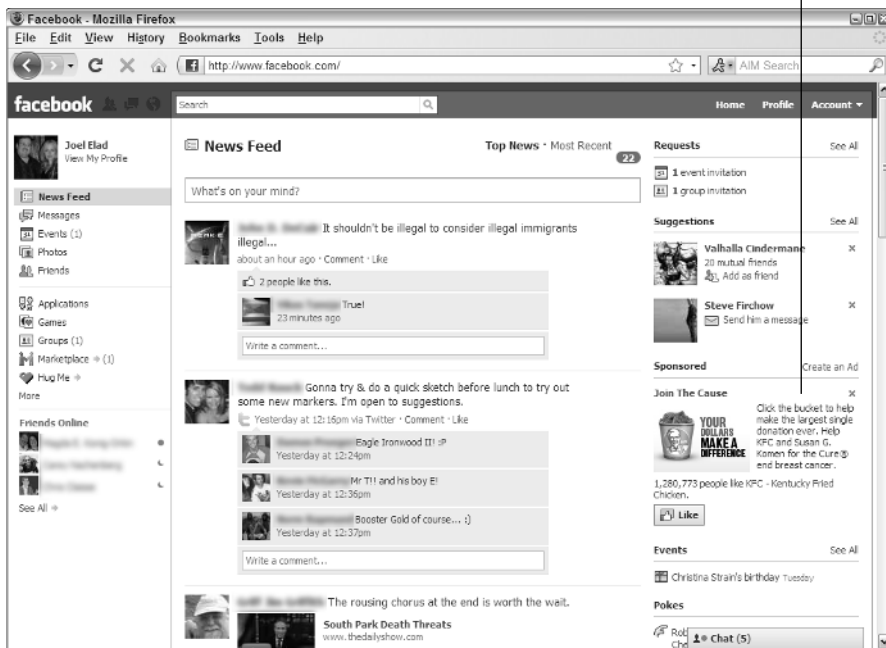 Facebook - Mozilla Firefox
File Edit View History Bookmarks Tools Help
http://www.facebook.com/
AIM Search
facebook
Search
Home Profile Account
Joel Elad
View My Profile
News Feed
Messages
Events (1)
Photos
Friends
Applications
Games
Groups (1)
Marketplace (1)
Hug Me
More
Friends Online
See All
News Feed
Top News · Most Recent
22
What's on your mind?
It shouldn't be illegal to consider illegal immigrants
illegal...
about an hour ago · Comment · Like
2 people like this.
True!
23 minutes ago
Write a comment...
Gonna try & do a quick sketch before lunch to try out
some new markers. I'm open to suggestions.
Yesterday at 12:16pm via Twitter · Comment · Like
Eagle Ironwood II! :P
Yesterday at 12:24pm
Mr T!! and his boy E!
Yesterday at 12:36pm
Booster Gold of course... ;)
Yesterday at 12:37pm
Write a comment...
The rousing chorus at the end is worth the wait.
South Park Death Threats
www.thedailyshow.com
Requests See All
1 event invitation
1 group invitation
Suggestions See All
Valhalla Cindermane x
20 mutual friends
Add as friend
Steve Firchow x
Send him a message
Sponsored Create an Ad
Join The Cause x
YOUR
DOLLARS
MAKE A
DIFFERENCE
Click the bucket to help
make the largest single
donation ever. Help
KFC and Susan G.
Komen for the Cure®
end breast cancer.
1,280,773 people like KFC - Kentucky Fried
Chicken.
Like
Events See All
Christina Strain's birthday Tuesday
Pokes
Rob
Che
Chat (5)